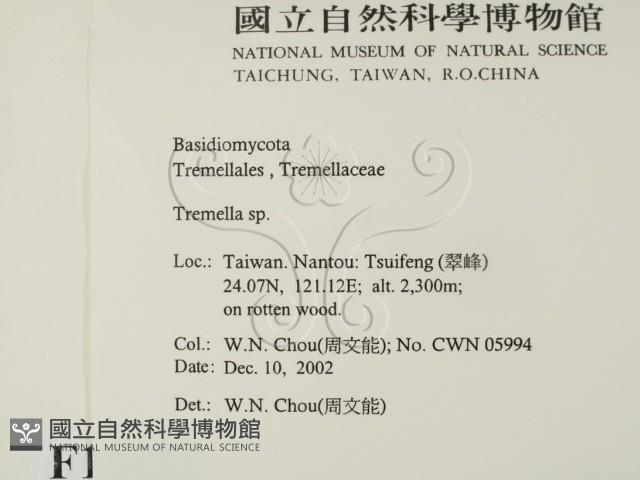 國立自然科學博物館
NATIONAL MUSEUM OF NATURAL SCIENCE
TAICHUNG, TAIWAN, R.O.CHINA
Basidiomycota
Tremellales , Tremellaceae
Tremella sp.
Loc.: Taiwan. Nantou: Tsuifeng (翠峰)
24.07N, 121.12E; alt. 2,300m;
on rotten wood.
Col.: W.N. Chou(周文能); No. CWN 05994
Date: Dec. 10, 2002
Det.: W.N. Chou(周文能)
國立自然科學博物館
NATIONAL MUSEUM OF NATURAL SCIENCE